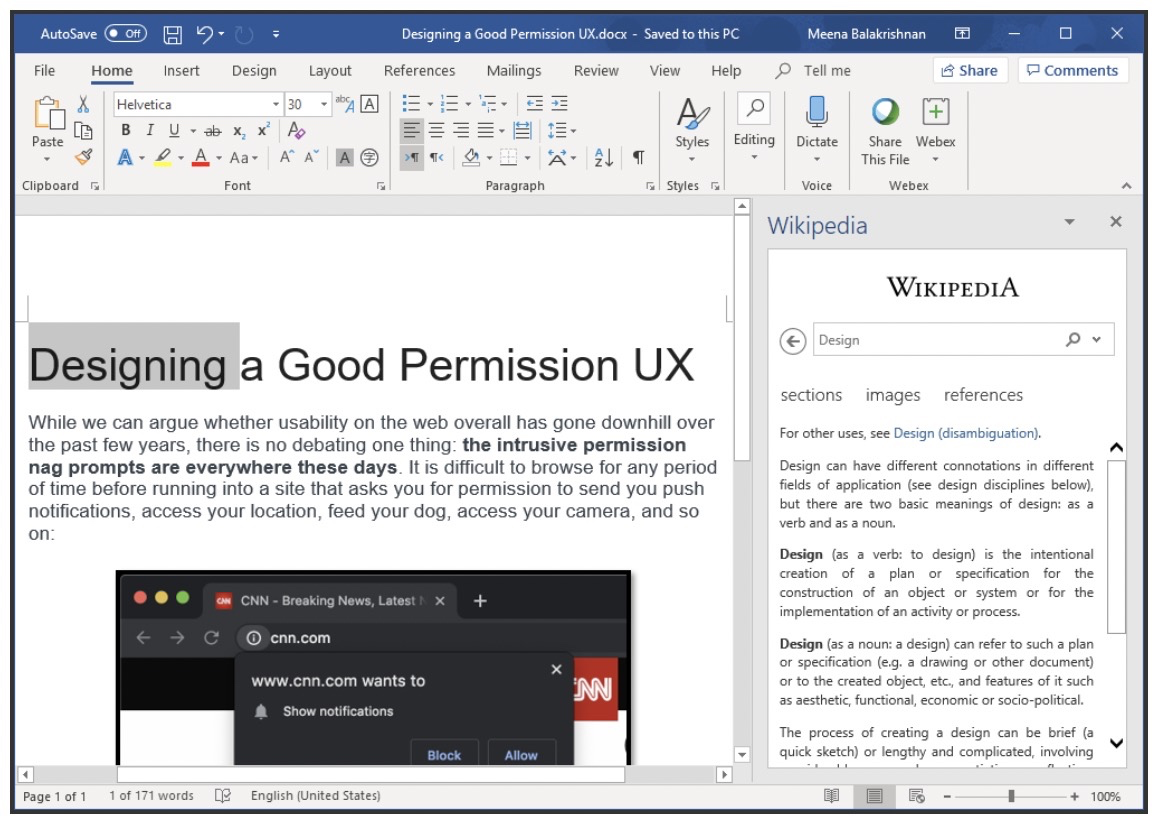 AutoSave Off Designing a Good Permission UX.docx - Saved to this PC Meena Balakrishnan
File Home Insert Design Layout References Mailings Review View Help Tell me Share Comments
Helvetica 30 abc A A
Paste B I U ab x2 x2 A Styles Editing Dictate Share This File Webex
A A Aa A A A 字 A Z
Clipboard Font Paragraph Styles Voice Webex
Designing a Good Permission UX
While we can argue whether usability on the web overall has gone downhill over
the past few years, there is no debating one thing: the intrusive permission
nag prompts are everywhere these days. It is difficult to browse for any period
of time before running into a site that asks you for permission to send you push
notifications, access your location, feed your dog, access your camera, and so
on:
CNN CNN - Breaking News, Latest
cnn.com
www.cnn.com wants to
CNN
Show notifications
Block Allow
Wikipedia
WIKIPEDIA
Design
sections images references
For other uses, see Design (disambiguation).
Design can have different connotations in different
fields of application (see design disciplines below),
but there are two basic meanings of design: as a
verb and as a noun.
Design (as a verb: to design) is the intentional
creation of a plan or specification for the
construction of an object or system or for the
implementation of an activity or process.
Design (as a noun: a design) can refer to such a plan
or specification (e.g. a drawing or other document)
or to the created object, etc., and features of it such
as aesthetic, functional, economic or socio-political.
The process of creating a design can be brief (a
quick sketch) or lengthy and complicated, involving
Page 1 of 1 1 of 171 words English (United States) 100%